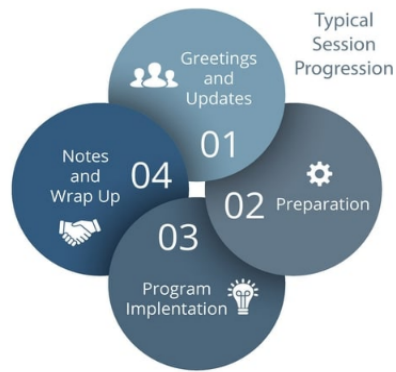 Typical
Session
Progression
Greetings
and
Updates
01
02
Preparation
03
Program
Implentation
04
Notes
and
Wrap Up